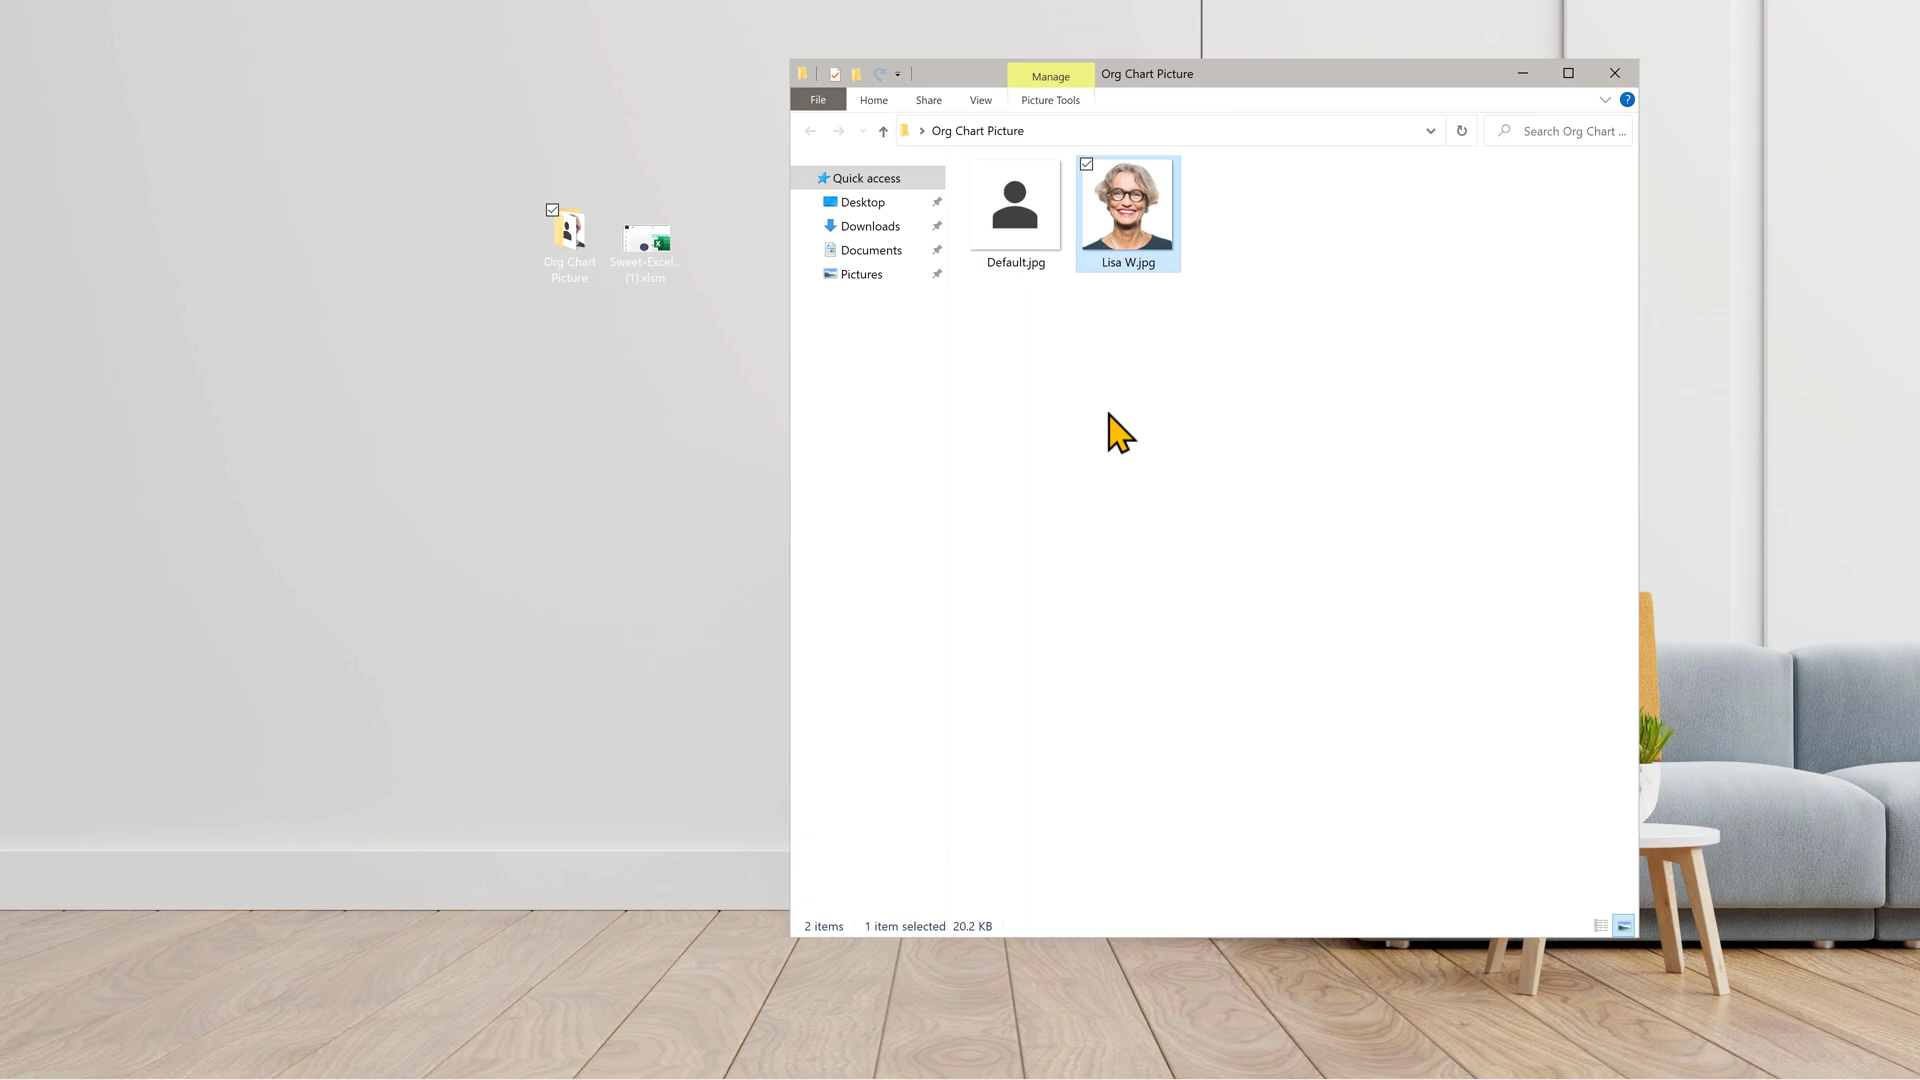 Manage
Org Chart Picture
File
Home
Share
View
Picture Tools
?
Org Chart Picture
Search Org Chart ...
Quick access
Desktop
Downloads
Documents
Pictures
Default.jpg
Lisa W.jpg
Org Chart
Picture
Sweet-Excel...
(1).xlsm
2 items
1 item selected 20.2 KB